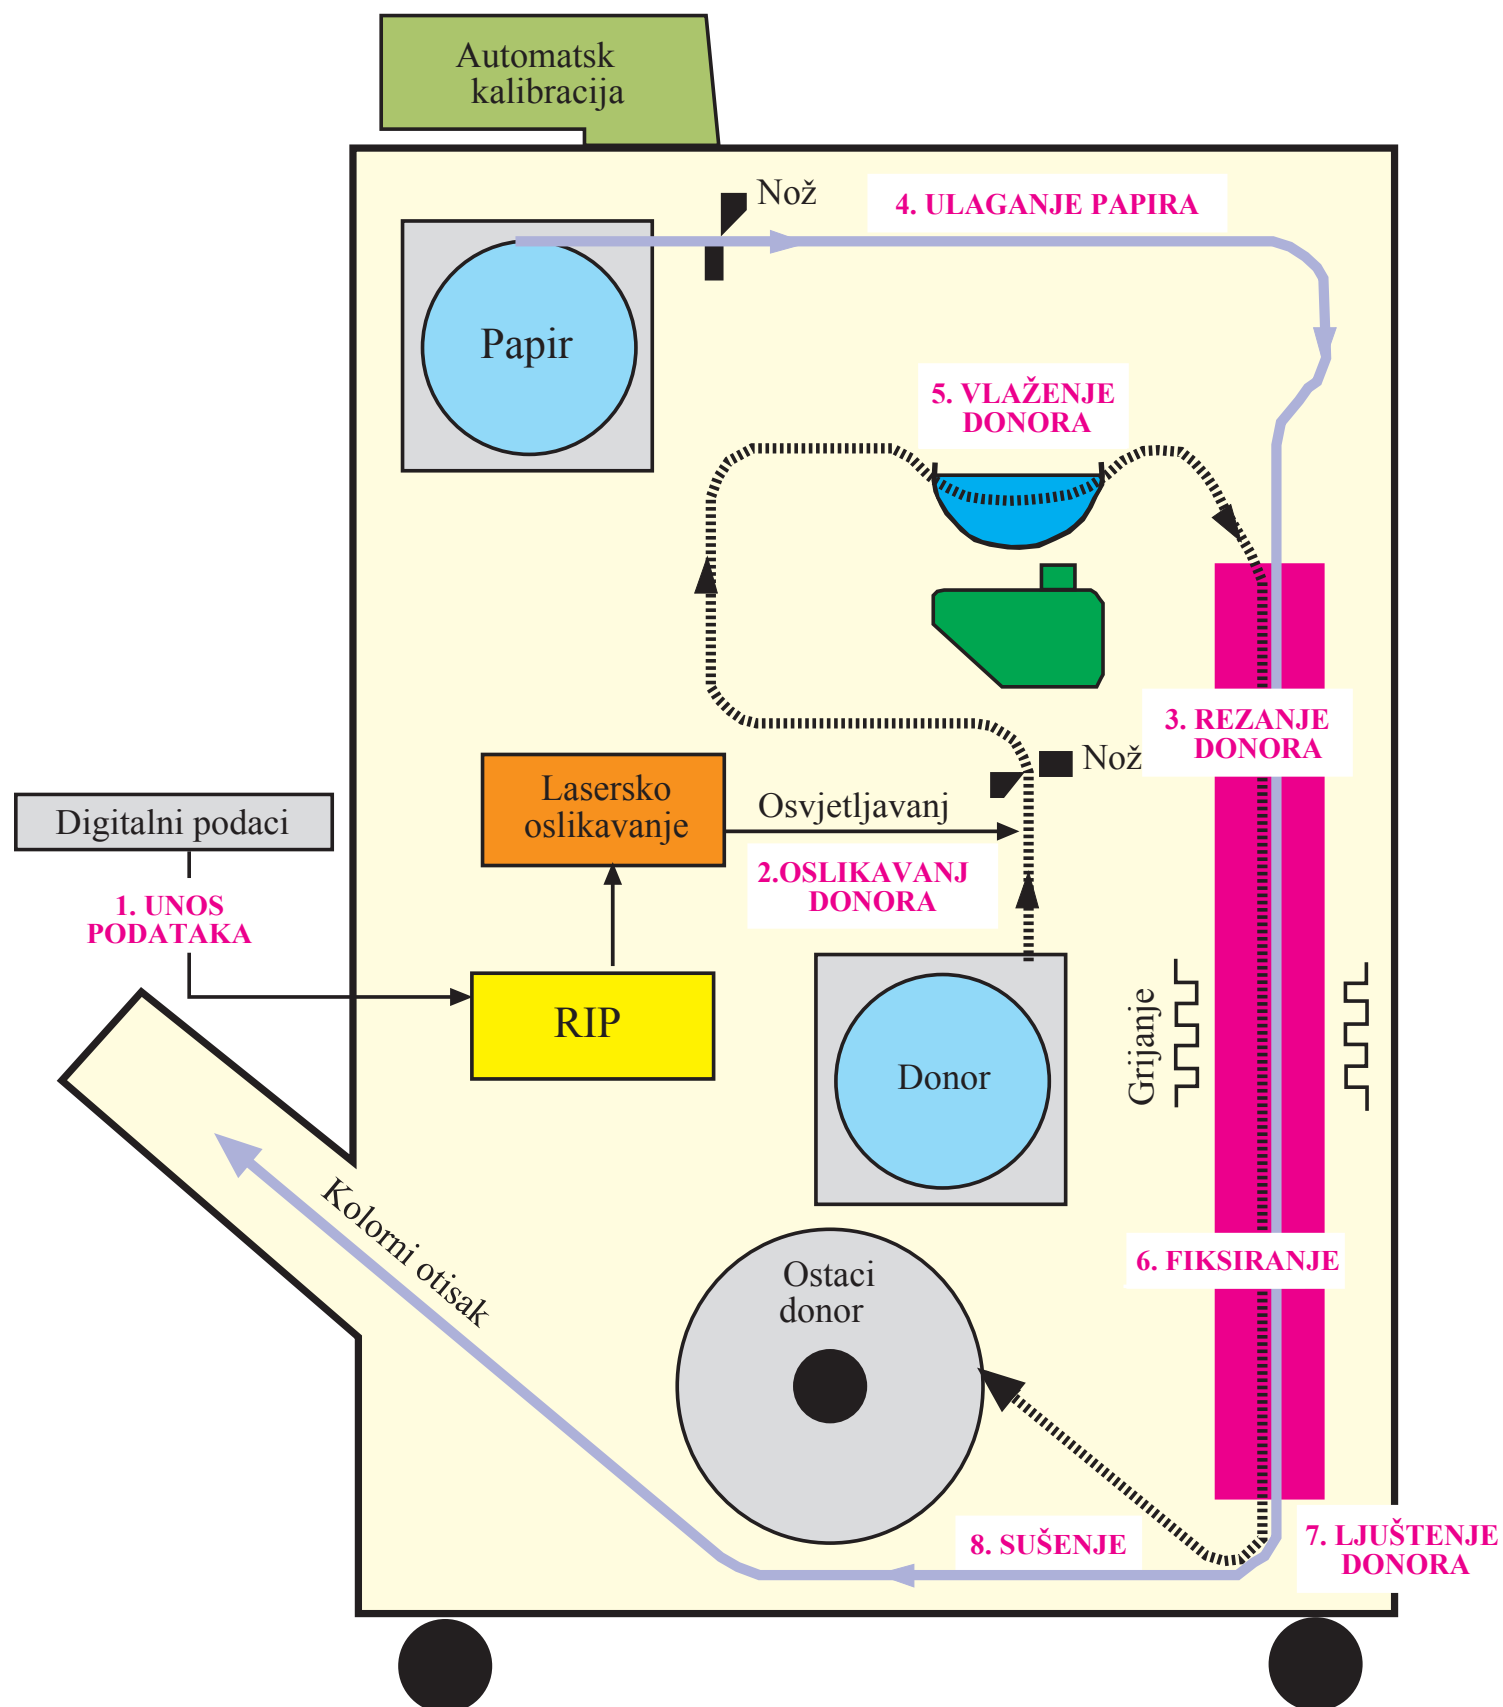 Automatsk
kalibracija
Nož
4. ULAGANJE PAPIRA
Papir
5. VLAŽENJE
DONORA
3. REZANJE
DONORA
Nož
Lasersko
oslikavanje
Osvjetljavanj
Digitalni podaci
2.OSLIKAVANJ
DONORA
1. UNOS
PODATAKA
RIP
Donor
Grijanje
Kolorni otisak
6. FIKSIRANJE
Ostaci
donor
8. SUŠENJE
7. LJUŠTENJE
DONORA